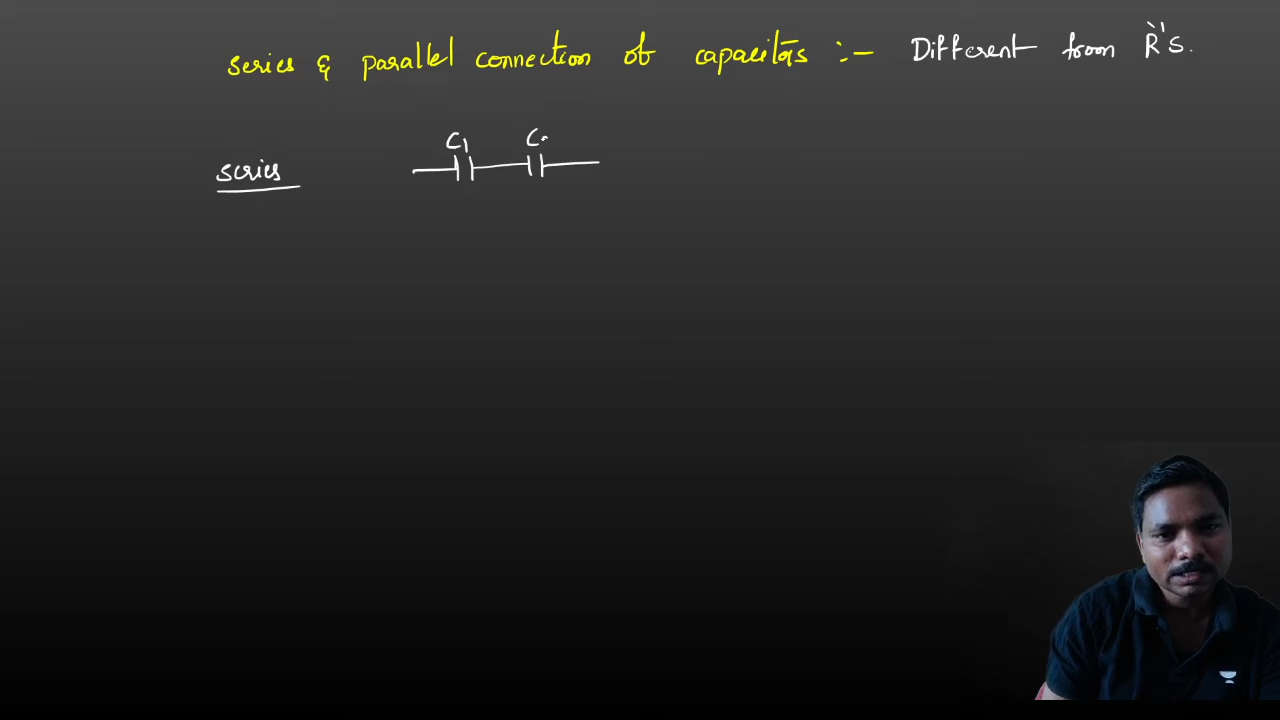 series & parallel connection of capacitors :- Different from R's.
C1 C
series